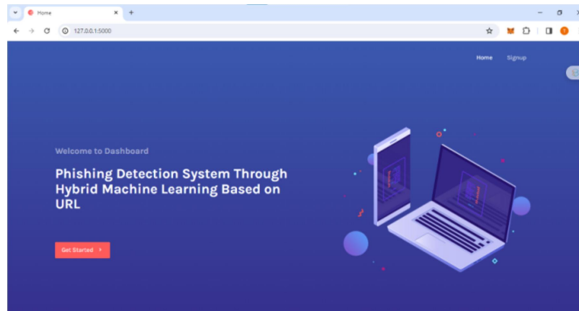 Home
127.0.0.1:5000
Home Signup
Welcome to Dashboard
Phishing Detection System Through
Hybrid Machine Learning Based on
URL
Get Started